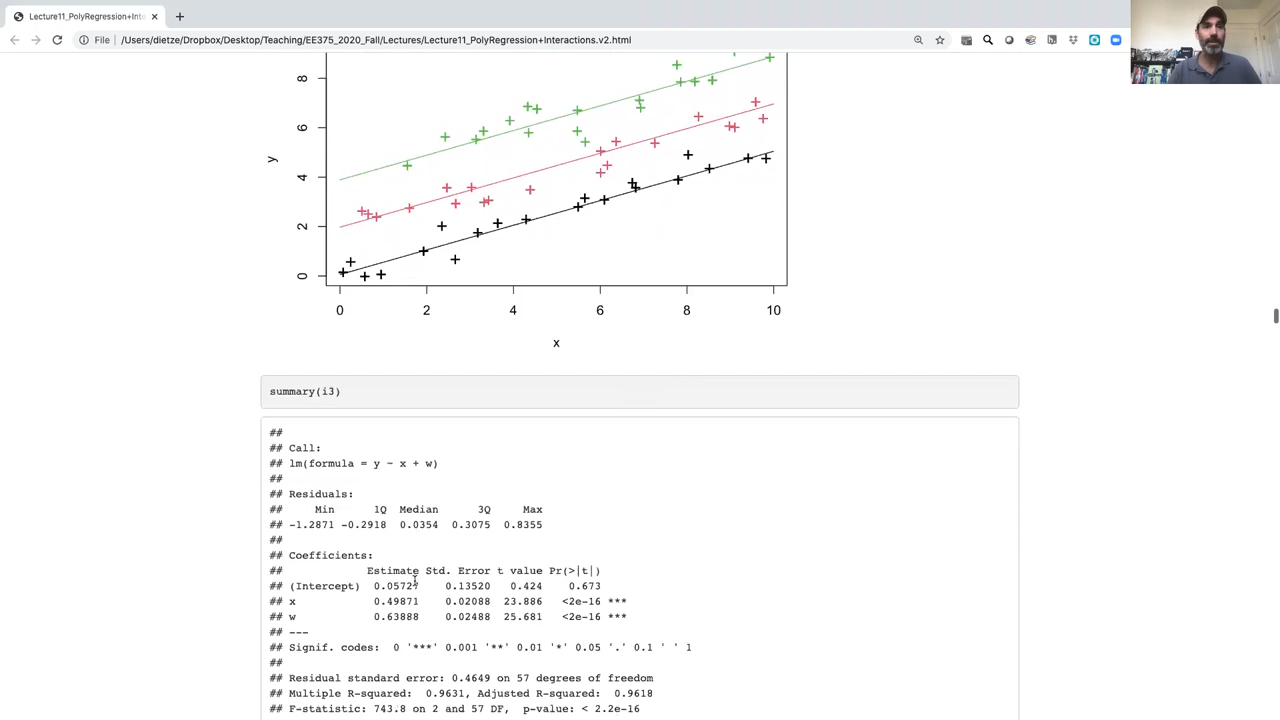 Lecture11_PolyRegression+Inte
File /Users/dietze/Dropbox/Desktop/Teaching/EE375_2020_Fall/Lectures/Lecture11_PolyRegression+Interactions.v2.html
8
6
y
4
2
0
0 2 4 6 8 10
x
summary(i3)
##
## Call:
## lm(formula = y ~ x + w)
##
## Residuals:
## Min 1Q Median 3Q Max
## -1.2871 -0.2918 0.0354 0.3075 0.8355
##
## Coefficients:
## Estimate Std. Error t value Pr(>|t|)
## (Intercept) 0.05727 0.13520 0.424 0.673
## x 0.49871 0.02088 23.886 <2e-16 ***
## w 0.63888 0.02488 25.681 <2e-16 ***
## ---
## Signif. codes: 0 '***' 0.001 '**' 0.01 '*' 0.05 '.' 0.1 ' ' 1
##
## Residual standard error: 0.4649 on 57 degrees of freedom
## Multiple R-squared: 0.9631, Adjusted R-squared: 0.9618
## F-statistic: 743.8 on 2 and 57 DF, p-value: < 2.2e-16